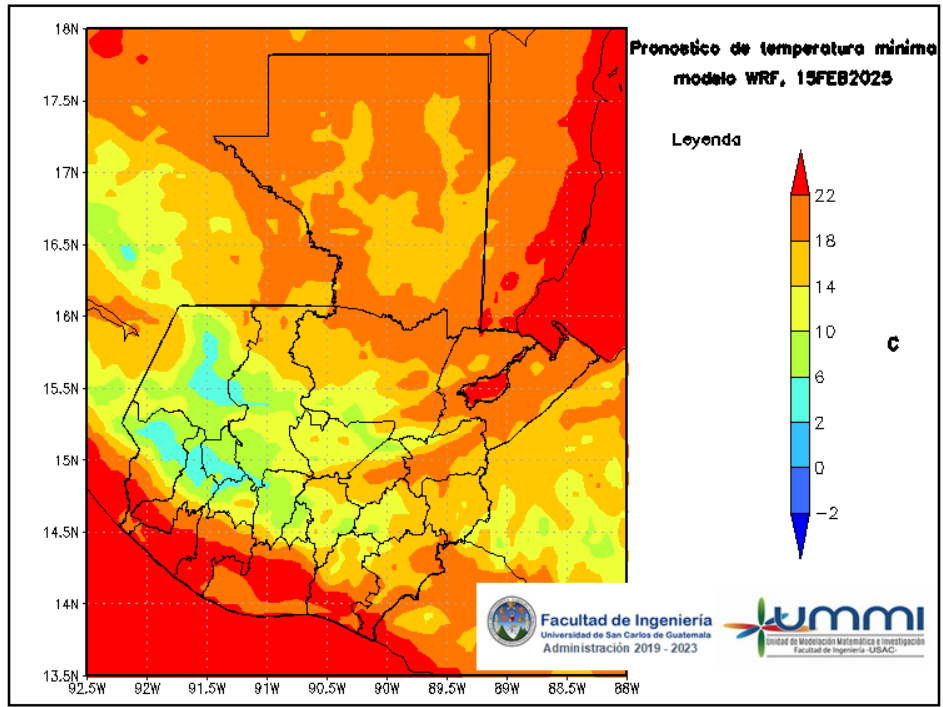 Pronostico de temperatura minima
modelo WRF, 15FEB2025
Leyenda
22
18
14
10
6
2
0
−2
C
18N
17.5N
17N
16.5N
16N
15.5N
15N
14.5N
14N
13.5N
92.5W 92W 91.5W 91W 90.5W 90W 89.5W 89W 88.5W 88W
Facultad de Ingeniería
Universidad de San Carlos de Guatemala
Administración 2019 - 2023
UMMI
Unidad de Modelación Matemática e Investigación
Facultad de Ingeniería -USAC-